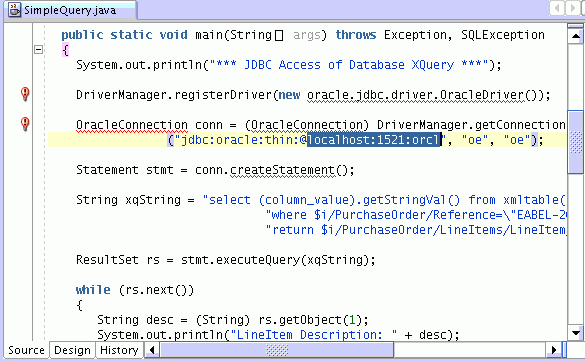 SimpleQuery.java
public static void main(String[] args) throws Exception, SQLException
{
System.out.println("*** JDBC Access of Database XQuery ***");
DriverManager.registerDriver(new oracle.jdbc.driver.OracleDriver());
OracleConnection conn = (OracleConnection) DriverManager.getConnection
("jdbc:oracle:thin:@localhost:1521:orcl", "oe", "oe");
Statement stmt = conn.createStatement();
String xqString = "select (column_value).getStringVal() from xmltable(
"where $i/PurchaseOrder/Reference=\"EABEL-20
"return $i/PurchaseOrder/LineItems/LineItem
ResultSet rs = stmt.executeQuery(xqString);
while (rs.next())
{
String desc = (String) rs.getObject(1);
System.out.println("LineItem Description: " + desc);
Source Design History